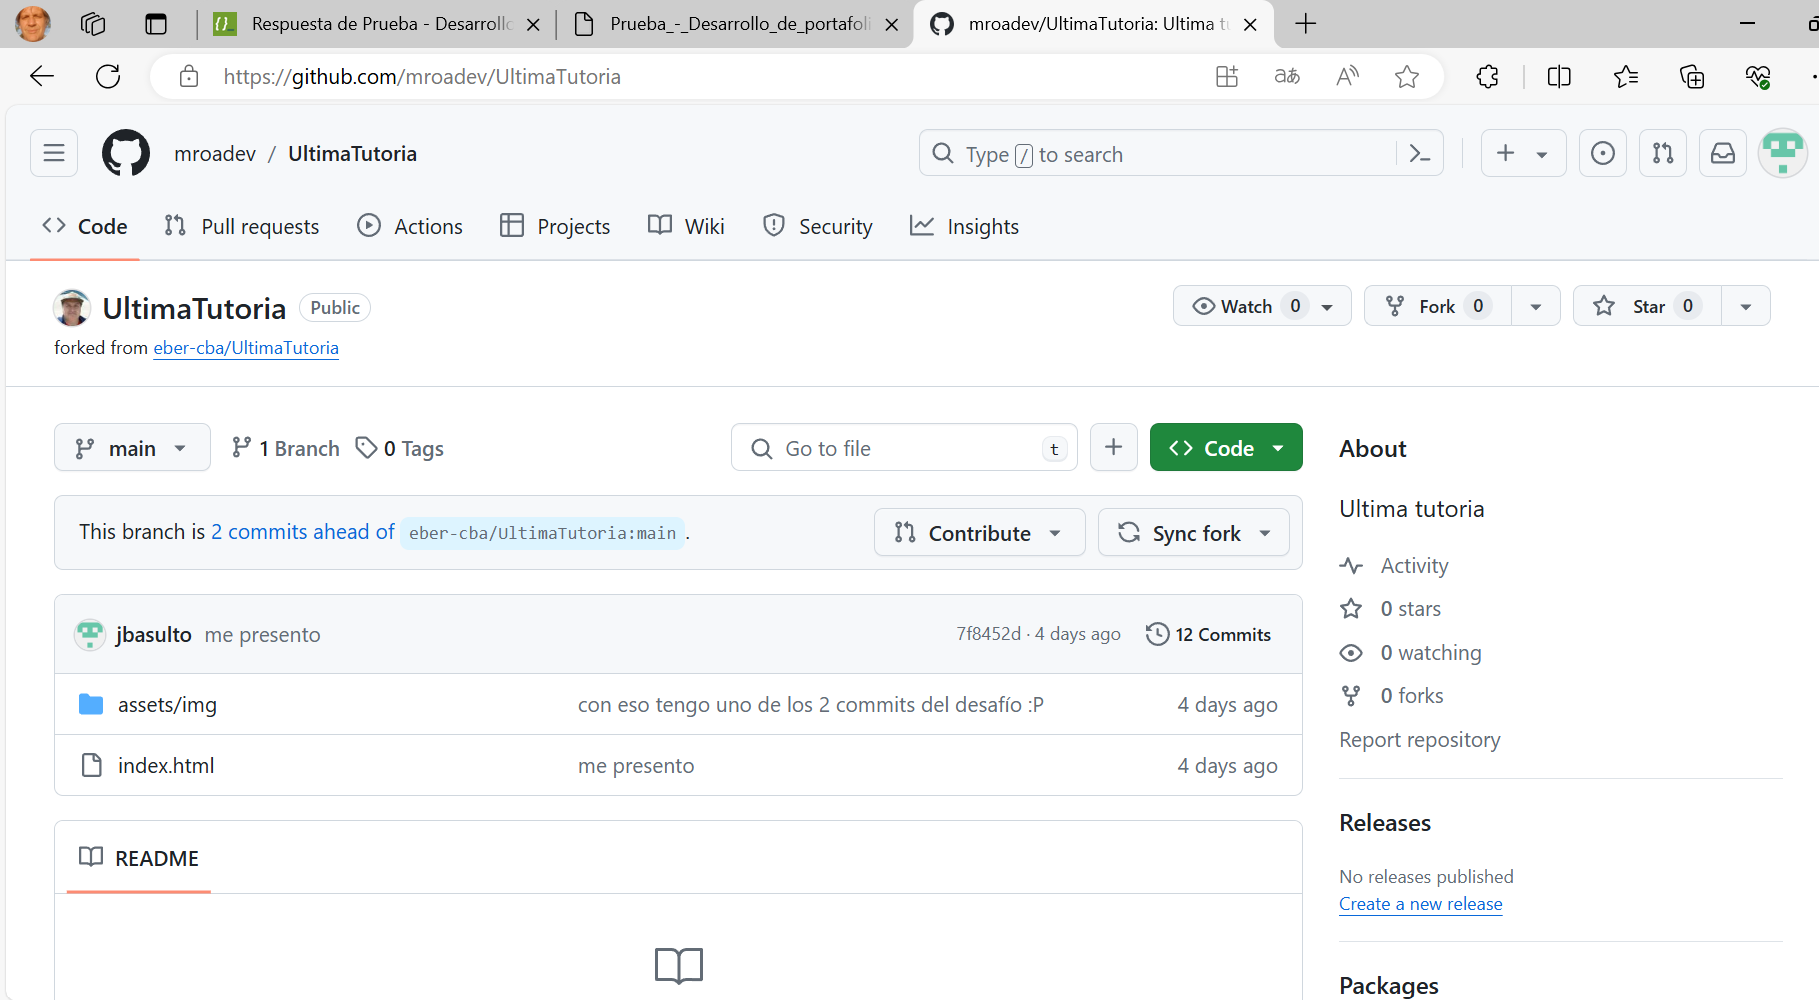 Respuesta de Prueba - Desarrollo
Prueba_-_Desarrollo_de_portafoli
mroadev/UltimaTutoria: Ultima tu
https://github.com/mroadev/UltimaTutoria
mroadev / UltimaTutoria
Type / to search
Code
Pull requests
Actions
Projects
Wiki
Security
Insights
UltimaTutoria
Public
Watch 0
Fork 0
Star 0
forked from eber-cba/UltimaTutoria
main
1 Branch
0 Tags
Go to file
t
Code
This branch is 2 commits ahead of eber-cba/UltimaTutoria:main .
Contribute
Sync fork
jbasulto me presento
7f8452d · 4 days ago
12 Commits
assets/img
con eso tengo uno de los 2 commits del desafío :P
4 days ago
index.html
me presento
4 days ago
README
About
Ultima tutoria
Activity
0 stars
0 watching
0 forks
Report repository
Releases
No releases published
Create a new release
Packages